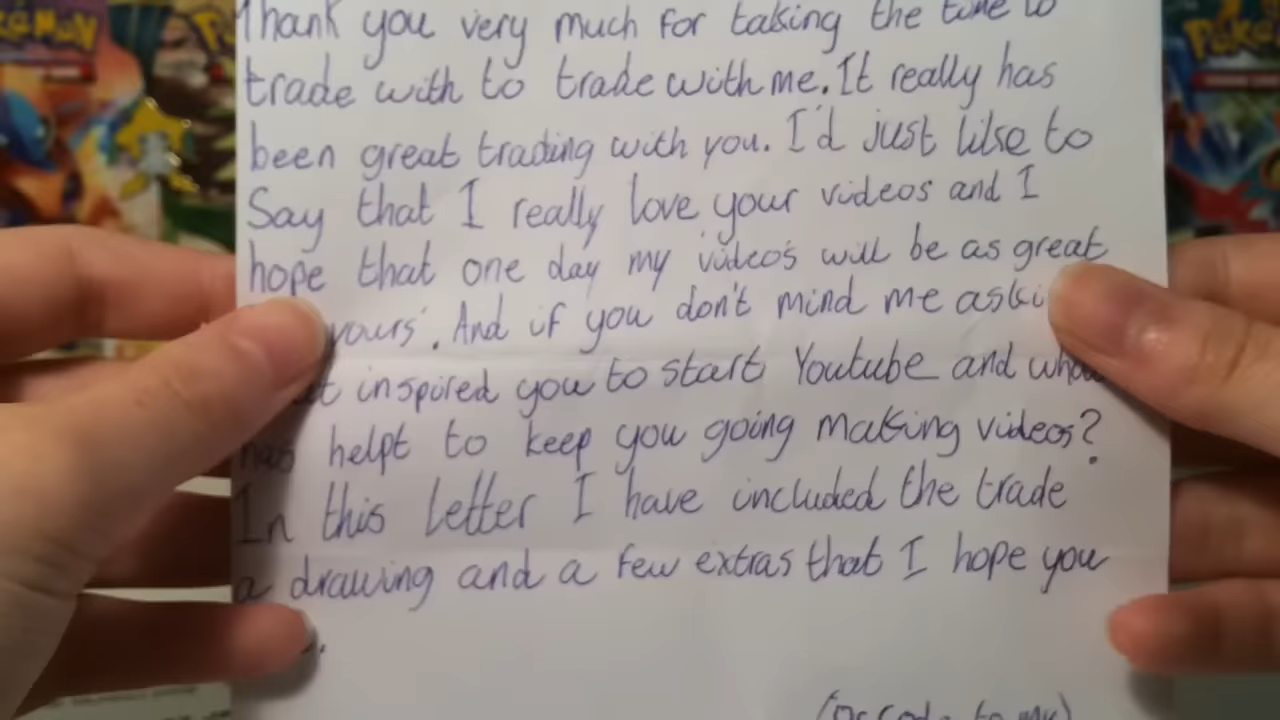 Thank you very much for taking the time to
trade with to trade with me. It really has
been great trading with you. I'd just like to
Say that I really love your videos and I
hope that one day my videos will be as great
yours. And if you don't mind me aski
inspired you to start Youtube and
has helpt to keep you going making videos?
In this letter I have included the trade
a drawing and a few extras that I hope you